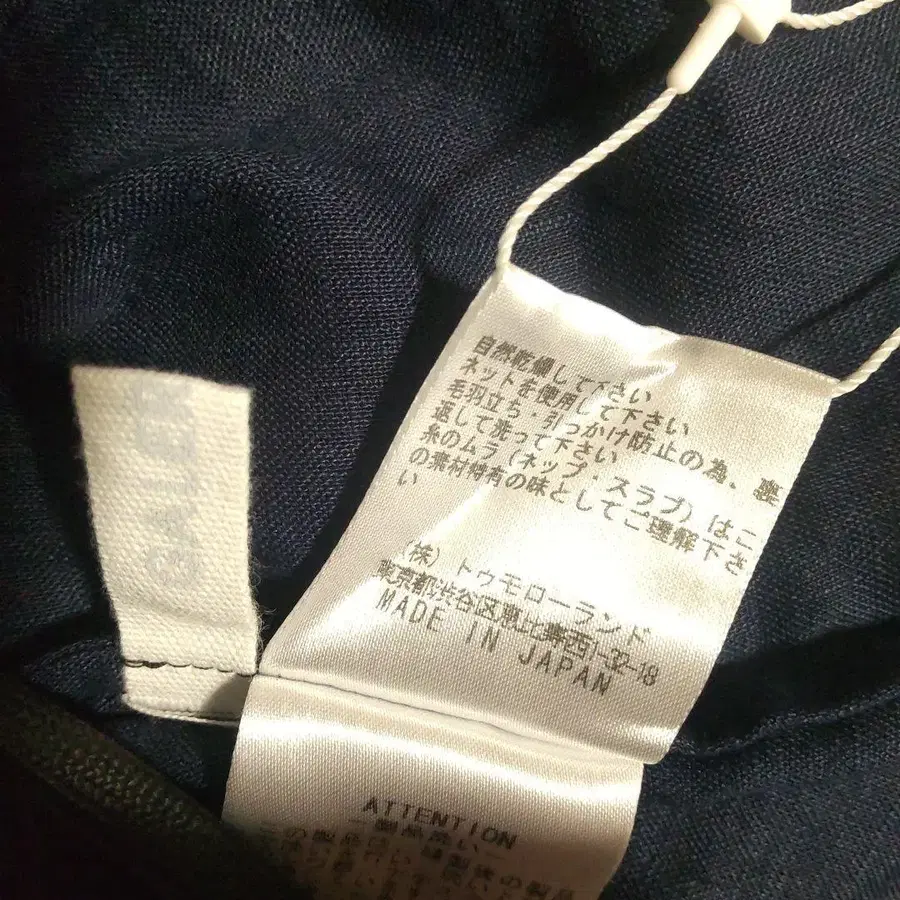 GALER
自然乾燥して下さい
ネットを使用して下さい
毛羽立ち・引っかけ防止の為、裏
返して洗って下さい
糸のムラ(ネップ・スラブ)はこ
の素材特有の味としてご理解下さ
い
(株)トゥモローランド
東京都渋谷区恵比寿西1-32-18
MADE IN JAPAN
ATTENTION